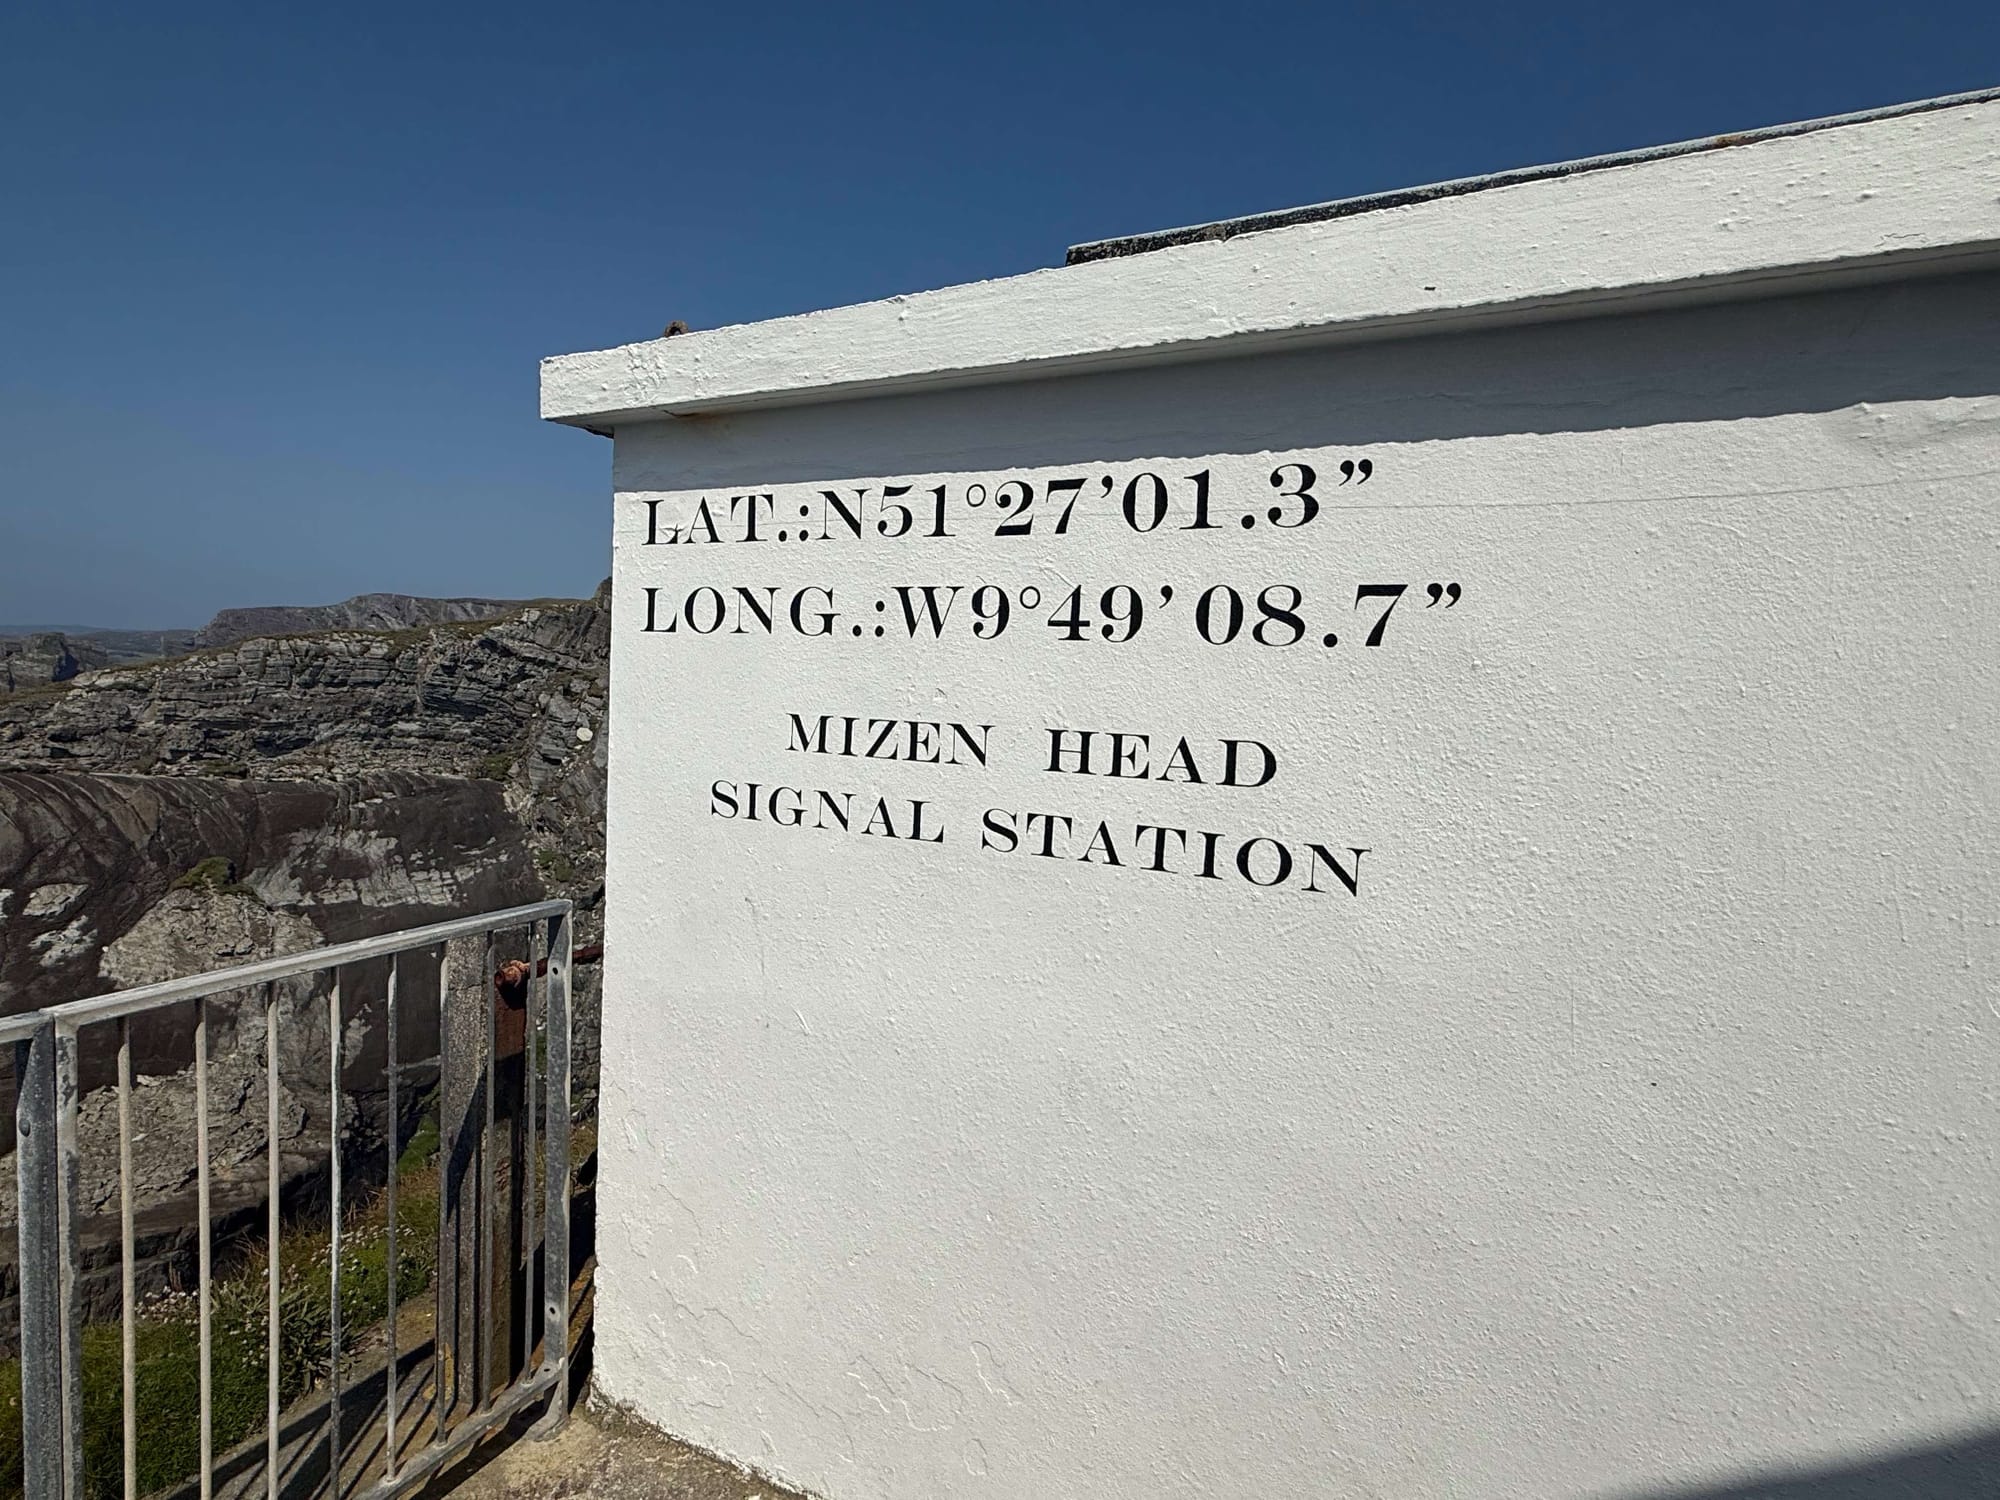 LAT.:N51°27’01.3”
LONG.:W9°49’08.7”
MIZEN HEAD
SIGNAL STATION